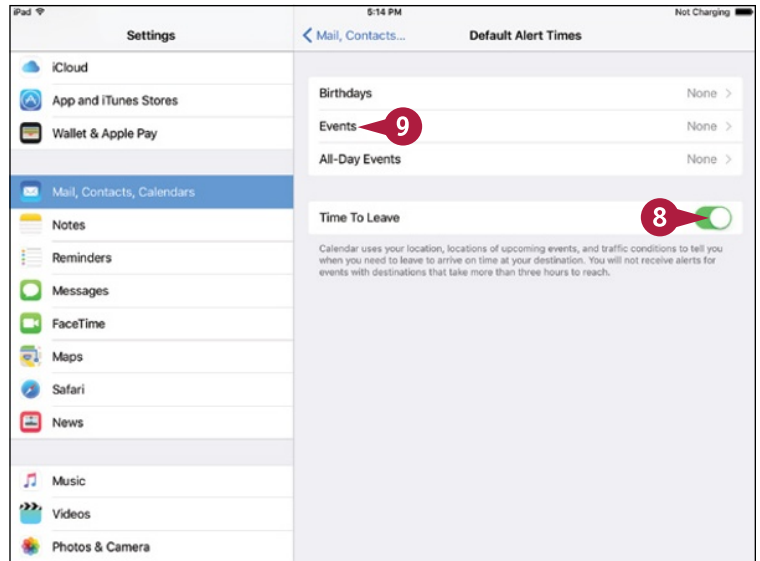 iPad 5:14 PM Not Charging
Settings Mail, Contacts... Default Alert Times
iCloud
App and iTunes Stores
Wallet & Apple Pay
Mail, Contacts, Calendars
Notes
Reminders
Messages
FaceTime
Maps
Safari
News
Music
Videos
Photos & Camera
Birthdays None
Events 9 None
All-Day Events None
Time To Leave 8
Calendar uses your location, locations of upcoming events, and traffic conditions to tell you
when you need to leave to arrive on time at your destination. You will not receive alerts for
events with destinations that take more than three hours to reach.